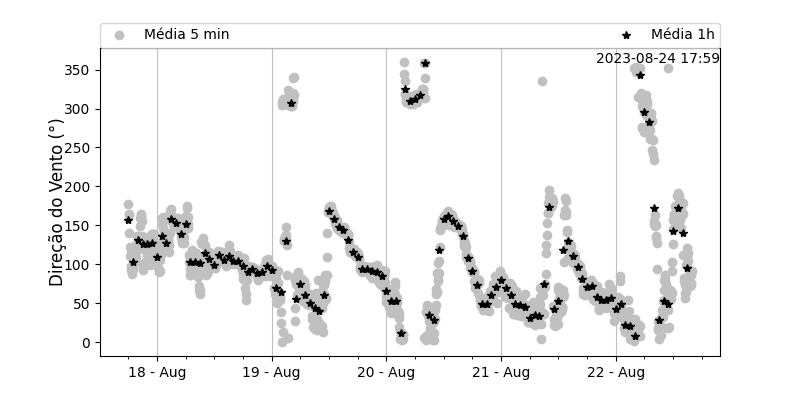 Média 5 min
Média 1h
2023-08-24 17:59
Direção do Vento (°)
350
300
250
200
150
100
50
0
18 - Aug
19 - Aug
20 - Aug
21 - Aug
22 - Aug